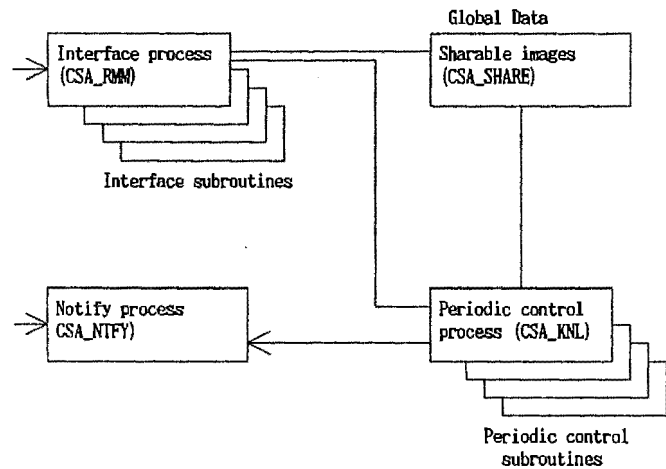 Global Data
Interface process
(CSA_RMM)
Sharable images
(CSA_SHARE)
Interface subroutines
Notify process
CSA_NTFY)
Periodic control
process (CSA_KNL)
Periodic control
subroutines